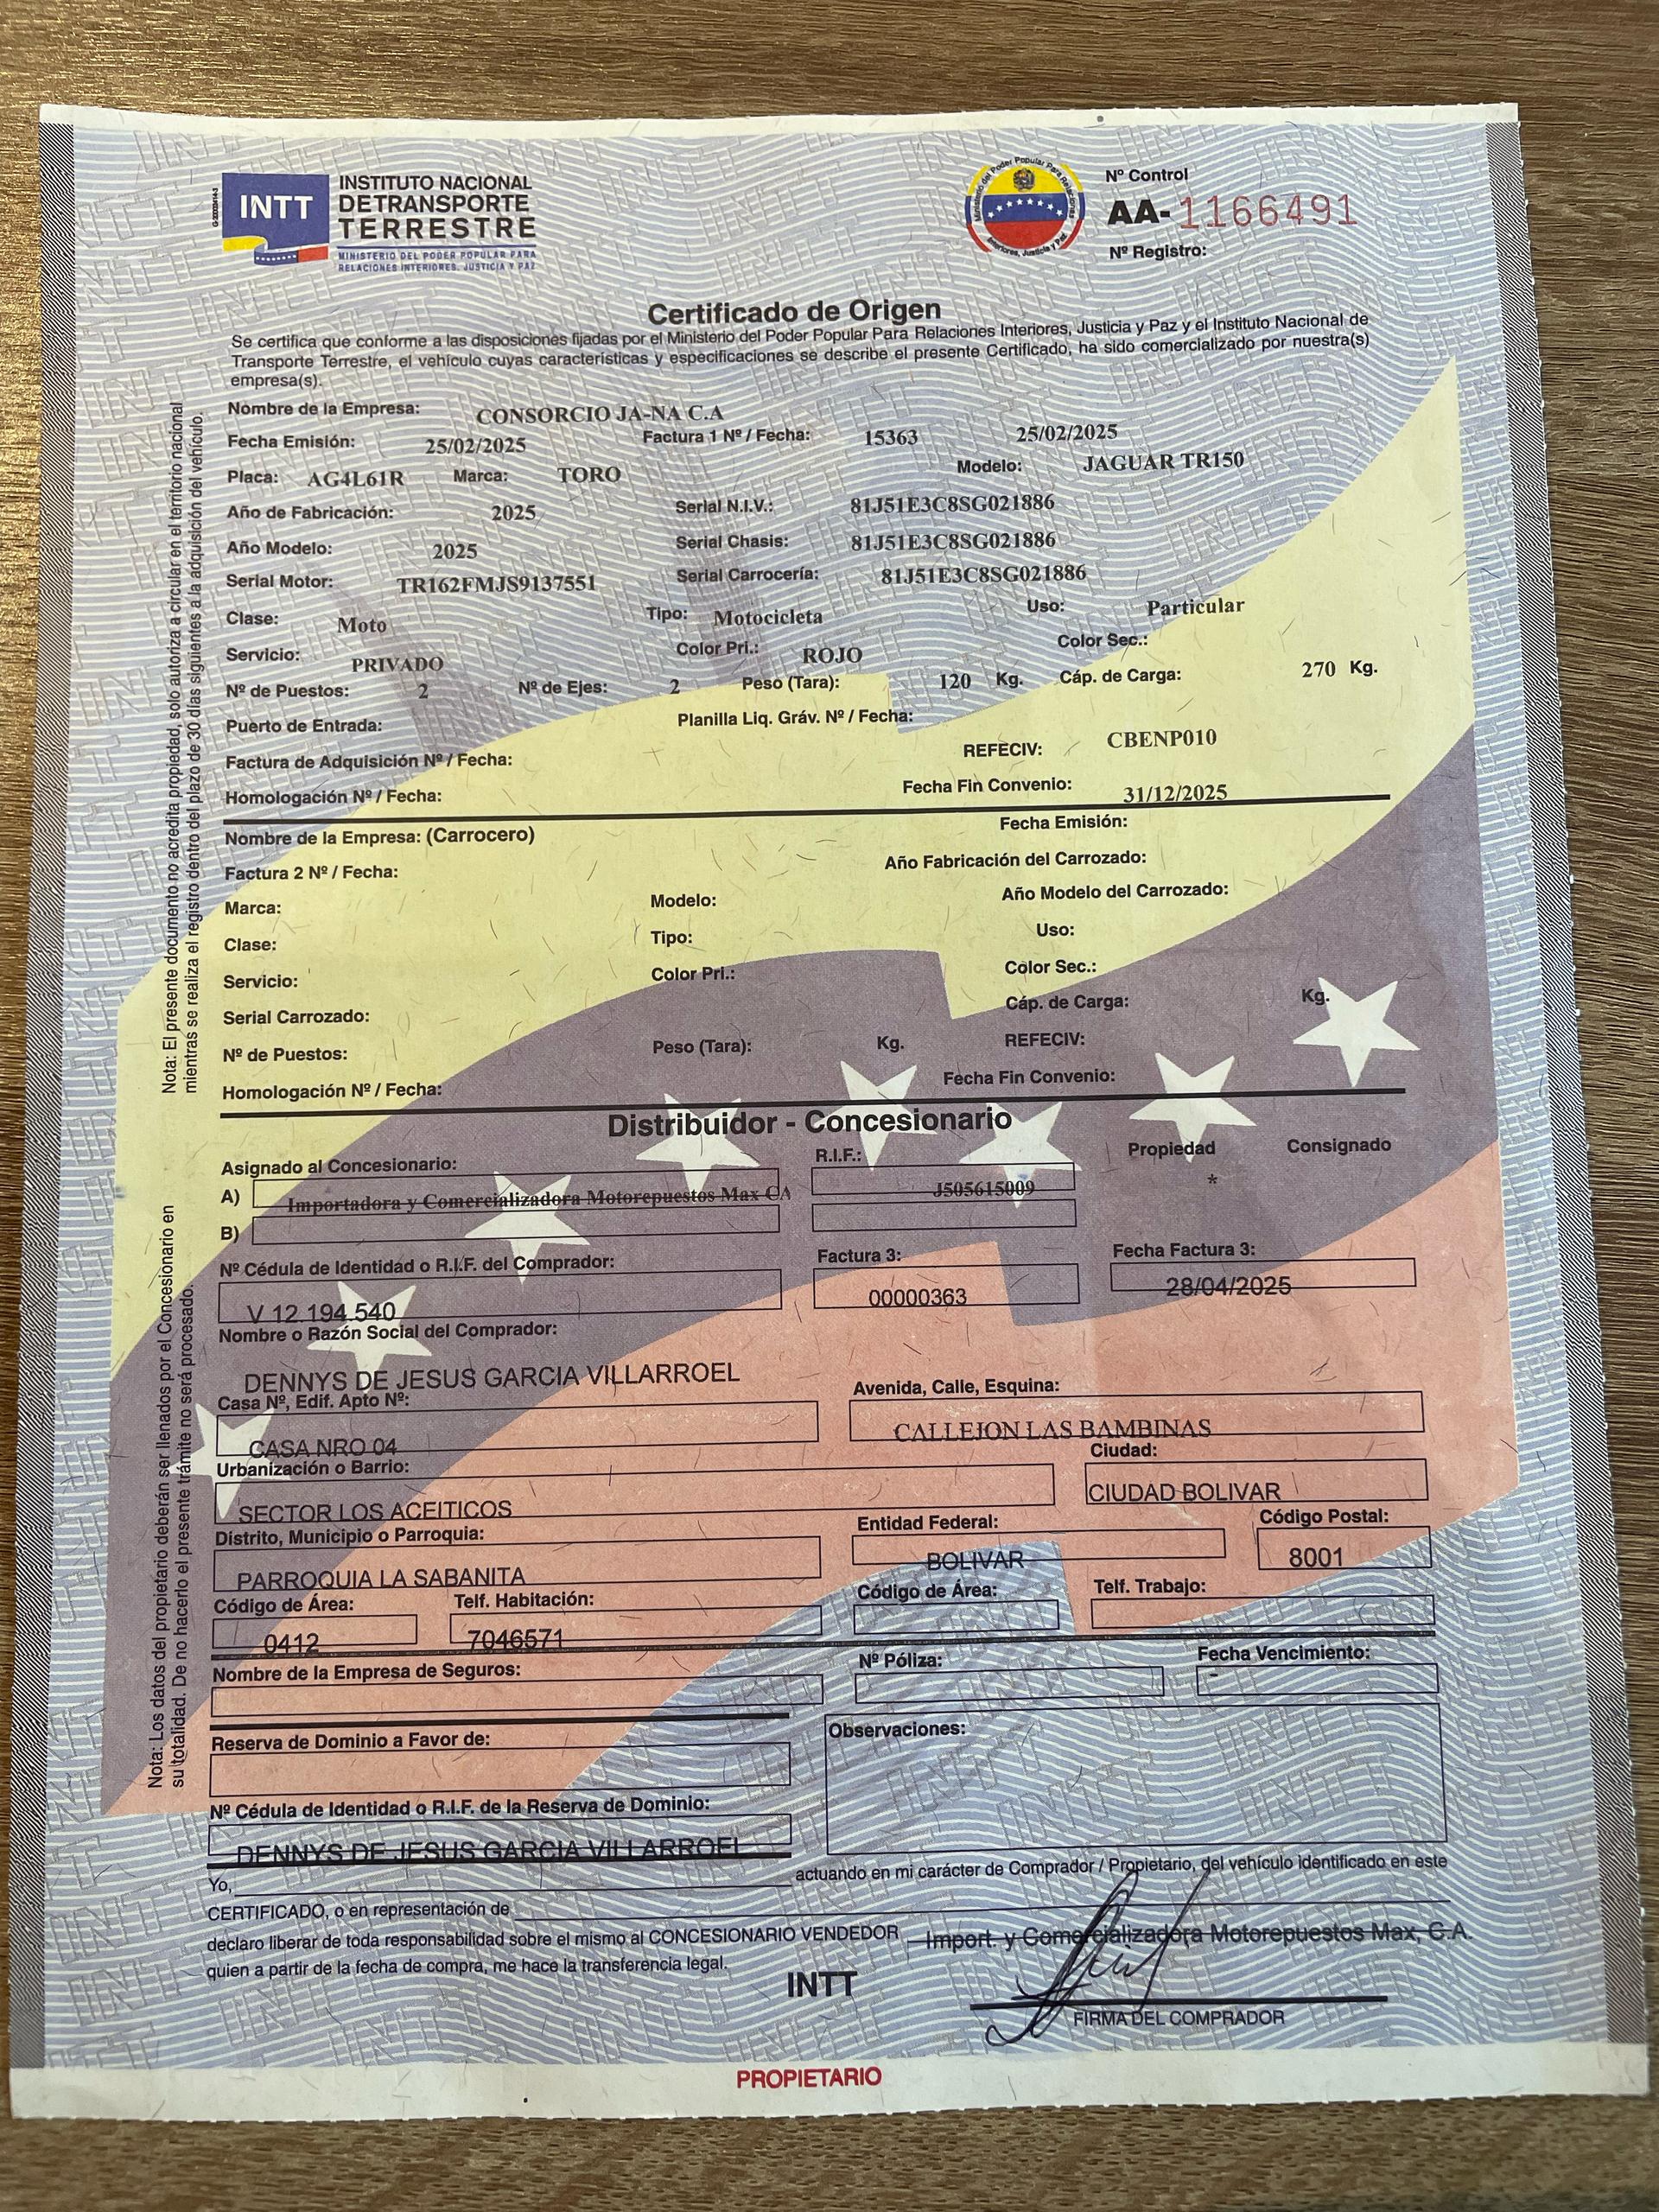 INTT
INSTITUTO NACIONAL
DE TRANSPORTE
TERRESTRE
MINISTERIO DEL PODER POPULAR PARA
RELACIONES INTERIORES, JUSTICIA Y PAZ
Ministerio del Poder Popular Para Relaciones Interiores, Justicia y Paz
Nº Control
AA-1166491
Nº Registro:
Certificado de Origen
Se certifica que conforme a las disposiciones fijadas por el Ministerio del Poder Popular Para Relaciones Interiores, Justicia y Paz y el Instituto Nacional de
Transporte Terrestre, el vehículo cuyas características y especificaciones se describe el presente Certificado, ha sido comercializado por nuestra(s)
empresa(s).
Nombre de la Empresa: CONSORCIO JA-NA C.A
Fecha Emisión: 25/02/2025 Factura 1 Nº / Fecha: 15363 25/02/2025
Placa: AG4L61R Marca: TORO Modelo: JAGUAR TR150
Año de Fabricación: 2025 Serial N.I.V.: 81J51E3C8SG021886
Año Modelo: 2025 Serial Chasis: 81J51E3C8SG021886
Serial Motor: TR162FMJS9137551 Serial Carrocería: 81J51E3C8SG021886
Clase: Moto Tipo: Motocicleta Uso: Particular
Servicio: PRIVADO Color Pri.: ROJO Color Sec.:
Nº de Puestos: 2 Nº de Ejes: 2 Peso (Tara): 120 Kg. Cáp. de Carga: 270 Kg.
Puerto de Entrada: Planilla Liq. Gráv. Nº / Fecha:
Factura de Adquisición Nº / Fecha: REFECIV: CBENP010
Homologación Nº / Fecha: Fecha Fin Convenio: 31/12/2025
Nombre de la Empresa: (Carrocero) Fecha Emisión:
Factura 2 Nº / Fecha: Año Fabricación del Carrozado:
Marca: Modelo: Año Modelo del Carrozado:
Clase: Tipo: Uso:
Servicio: Color Pri.: Color Sec.:
Serial Carrozado: Cáp. de Carga: Kg.
Nº de Puestos: Peso (Tara): Kg. REFECIV:
Homologación Nº / Fecha: Fecha Fin Convenio:
Distribuidor - Concesionario
Asignado al Concesionario: R.I.F.: Propiedad Consignado
A) Importadora y Comercializadora Motorepuestos Max CA J505615009 *
B)
Nº Cédula de Identidad o R.I.F. del Comprador: Factura 3: Fecha Factura 3:
V 12.194.540 00000363 28/04/2025
Nombre o Razón Social del Comprador:
DENNYS DE JESUS GARCIA VILLARROEL
Casa Nº, Edif. Apto Nº: Avenida, Calle, Esquina:
CASA NRO 04 CALLEJON LAS BAMBINAS
Urbanización o Barrio: Ciudad:
SECTOR LOS ACEITICOS CIUDAD BOLIVAR
Distrito, Municipio o Parroquia: Entidad Federal: Código Postal:
PARROQUIA LA SABANITA BOLIVAR 8001
Código de Área: Telf. Habitación: Código de Área: Telf. Trabajo:
0412 7046571
Nombre de la Empresa de Seguros: Nº Póliza: Fecha Vencimiento:
-
Reserva de Dominio a Favor de: Observaciones:
Nº Cédula de Identidad o R.I.F. de la Reserva de Dominio:
DENNYS DE JESUS GARCIA VILLARROEL
Yo, actuando en mi carácter de Comprador / Propietario, del vehículo identificado en este
CERTIFICADO, o en representación de
declaro liberar de toda responsabilidad sobre el mismo al CONCESIONARIO VENDEDOR Import. y Comercializadora Motorepuestos Max, C.A.
quien a partir de la fecha de compra, me hace la transferencia legal.
INTT
FIRMA DEL COMPRADOR
PROPIETARIO
Nota: El presente documento no acredita propiedad, solo autoriza a circular en el territorio nacional
mientras se realiza el registro dentro del plazo de 30 días siguientes a la adquisición del vehículo.
Nota: Los datos del propietario deberán ser llenados por el Concesionario en
su totalidad. De no hacerlo el presente trámite no será procesado.